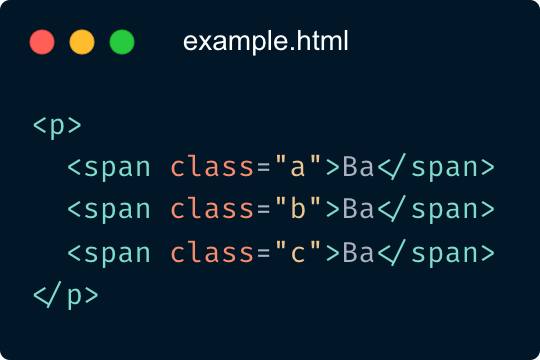 example.html
<p>
  <span class="a">Ba</span>
  <span class="b">Ba</span>
  <span class="c">Ba</span>
</p>